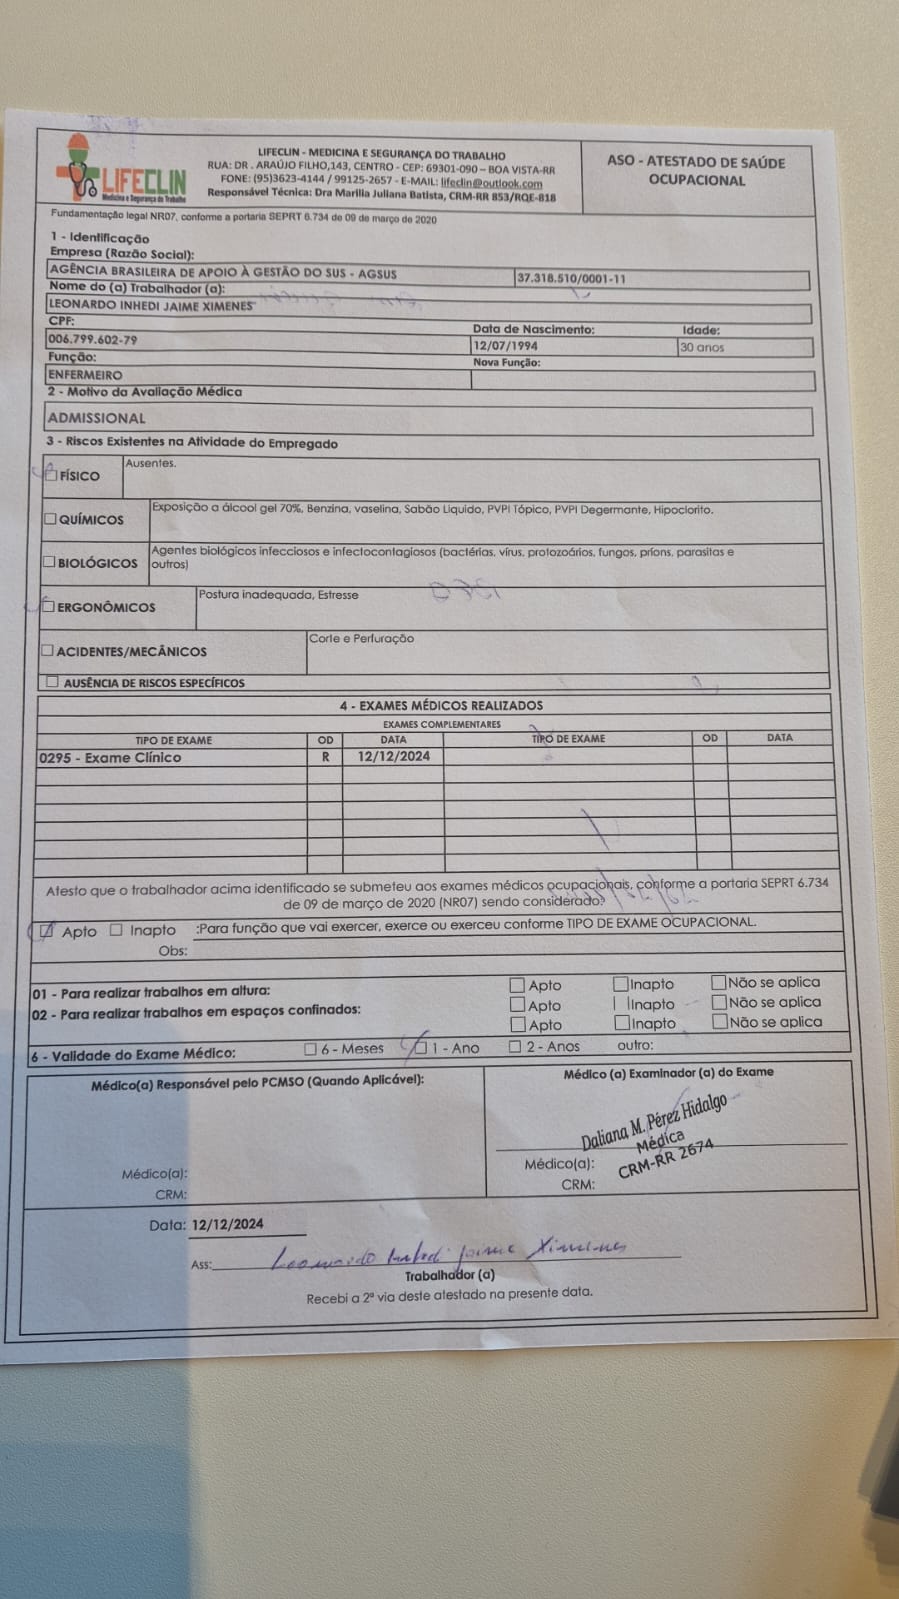 LIFECLIN
Medicina e Segurança do Trabalho
LIFECLIN - MEDICINA E SEGURANÇA DO TRABALHO
RUA: DR . ARAÚJO FILHO,143, CENTRO - CEP: 69301-090 – BOA VISTA-RR
FONE: (95)3623-4144 / 99125-2657 - E-MAIL: lifeclin@outlook.com
Responsável Técnica: Dra Marilia Juliana Batista, CRM-RR 853/RQE-818
ASO - ATESTADO DE SAÚDE
OCUPACIONAL
Fundamentação legal NR07, conforme a portaria SEPRT 6.734 de 09 de março de 2020
1 - Identificação
Empresa (Razão Social):
AGÊNCIA BRASILEIRA DE APOIO À GESTÃO DO SUS - AGSUS 37.318.510/0001-11
Nome do (a) Trabalhador (a):
LEONARDO INHEDI JAIME XIMENES
CPF: Data de Nascimento: Idade:
006.799.602-79 12/07/1994 30 anos
Função: Nova Função:
ENFERMEIRO
2 - Motivo da Avaliação Médica
ADMISSIONAL
3 - Riscos Existentes na Atividade do Empregado
FÍSICO Ausentes.
QUÍMICOS Exposição a álcool gel 70%, Benzina, vaselina, Sabão Liquido, PVPI Tópico, PVPI Degermante, Hipoclorito.
BIOLÓGICOS Agentes biológicos infecciosos e infectocontagiosos (bactérias, vírus, protozoários, fungos, príons, parasitas e
outros)
ERGONÔMICOS Postura inadequada, Estresse
ACIDENTES/MECÂNICOS Corte e Perfuração
AUSÊNCIA DE RISCOS ESPECÍFICOS
4 - EXAMES MÉDICOS REALIZADOS
EXAMES COMPLEMENTARES
TIPO DE EXAME OD DATA TIPO DE EXAME OD DATA
0295 - Exame Clínico R 12/12/2024
Atesto que o trabalhador acima identificado se submeteu aos exames médicos ocupacionais, conforme a portaria SEPRT 6.734
de 09 de março de 2020 (NR07) sendo considerado?
Apto Inapto :Para função que vai exercer, exerce ou exerceu conforme TIPO DE EXAME OCUPACIONAL.
Obs:
01 - Para realizar trabalhos em altura: Apto Inapto Não se aplica
02 - Para realizar trabalhos em espaços confinados: Apto Inapto Não se aplica
Apto Inapto Não se aplica
6 - Validade do Exame Médico: 6 - Meses 1 - Ano 2 - Anos outro:
Médico(a) Responsável pelo PCMSO (Quando Aplicável):
Médico(a):
CRM:
Médico (a) Examinador (a) do Exame
Daliana M. Pérez Hidalgo
Médica
CRM-RR 2674
Médico(a):
CRM:
Data: 12/12/2024
Ass: Leonardo Inhedi Jaime Ximenes
Trabalhador (a)
Recebi a 2ª via deste atestado na presente data.